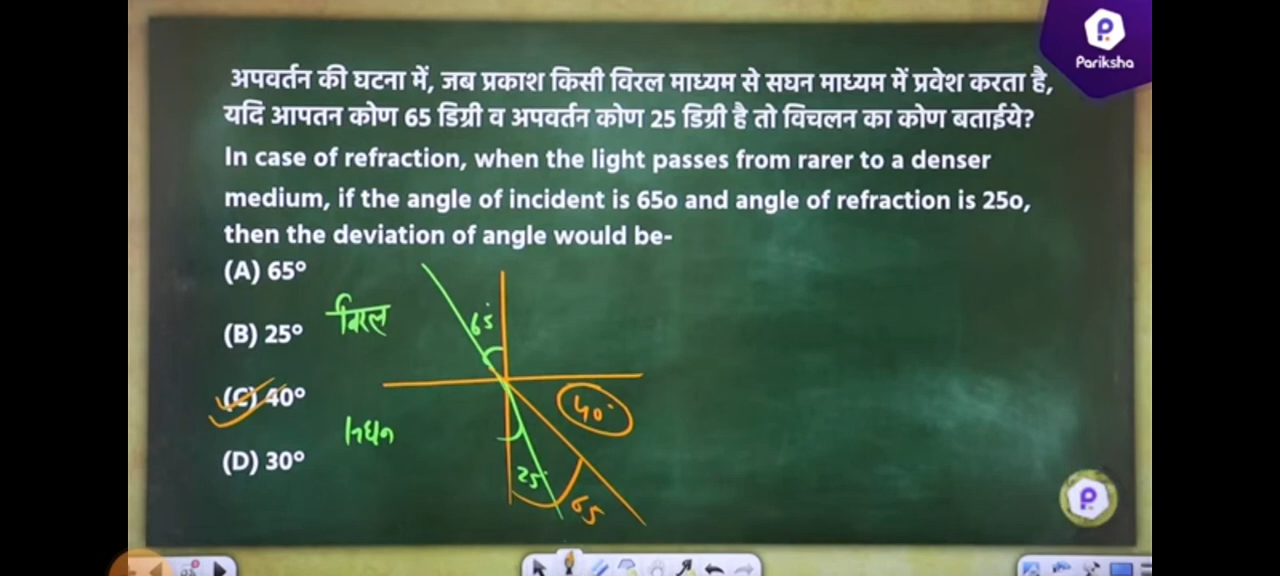 Pariksha
अपवर्तन की घटना में, जब प्रकाश किसी विरल माध्यम से सघन माध्यम में प्रवेश करता है,
यदि आपतन कोण 65 डिग्री व अपवर्तन कोण 25 डिग्री है तो विचलन का कोण बताईये?
In case of refraction, when the light passes from rarer to a denser
medium, if the angle of incident is 65o and angle of refraction is 25o,
then the deviation of angle would be-
(A) 65°
(B) 25°
(C) 40°
(D) 30°
विरल
65°
40°
25°
65